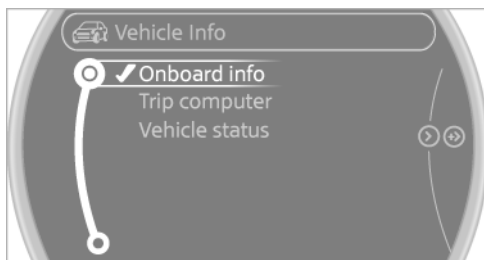 Vehicle Info
Onboard info
Trip computer
Vehicle status